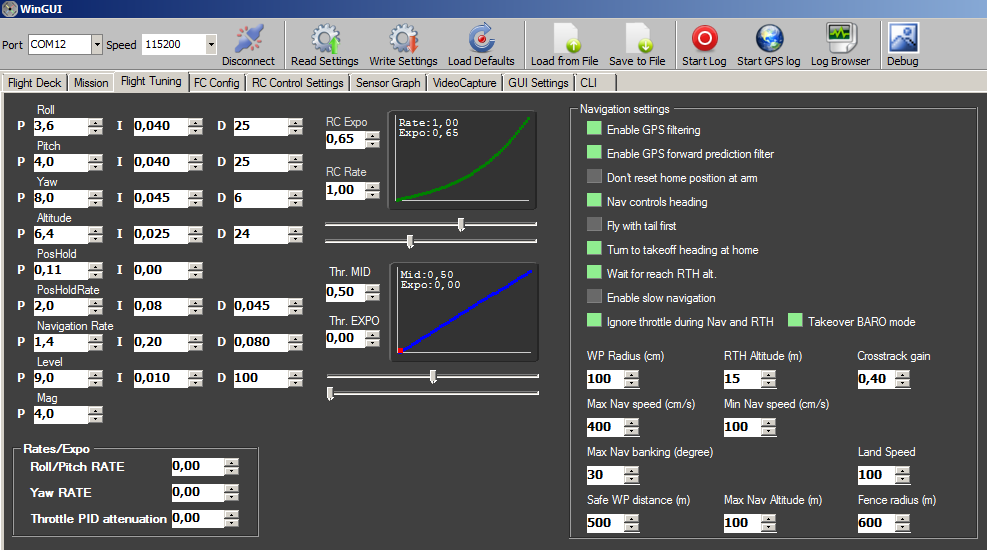 WinGUI
Port COM12 Speed 115200 Disconnect Read Settings Write Settings Load Defaults Load from File Save to File Start Log Start GPS log Log Browser Debug
Flight Deck Mission Flight Tuning FC Config RC Control Settings Sensor Graph VideoCapture GUI Settings CLI
Roll
P 3,6 I 0,040 D 25
Pitch
P 4,0 I 0,040 D 25
Yaw
P 8,0 I 0,045 D 6
Altitude
P 6,4 I 0,025 D 24
PosHold
P 0,11 I 0,00
PosHoldRate
P 2,0 I 0,08 D 0,045
Navigation Rate
P 1,4 I 0,20 D 0,080
Level
P 9,0 I 0,010 D 100
Mag
P 4,0
Rates/Expo
Roll/Pitch RATE 0,00
Yaw RATE 0,00
Throttle PID attenuation 0,00
RC Expo
0,65
RC Rate
1,00
Rate:1,00
Expo:0,65
Thr. MID
0,50
Thr. EXPO
0,00
Mid:0,50
Expo:0,00
Navigation settings
Enable GPS filtering
Enable GPS forward prediction filter
Don't reset home position at arm
Nav controls heading
Fly with tail first
Turn to takeoff heading at home
Wait for reach RTH alt.
Enable slow navigation
Ignore throttle during Nav and RTH Takeover BARO mode
WP Radius (cm) RTH Altitude (m) Crosstrack gain
100 15 0,40
Max Nav speed (cm/s) Min Nav speed (cm/s)
400 100
Max Nav banking (degree) Land Speed
30 100
Safe WP distance (m) Max Nav Altitude (m) Fence radius (m)
500 100 600